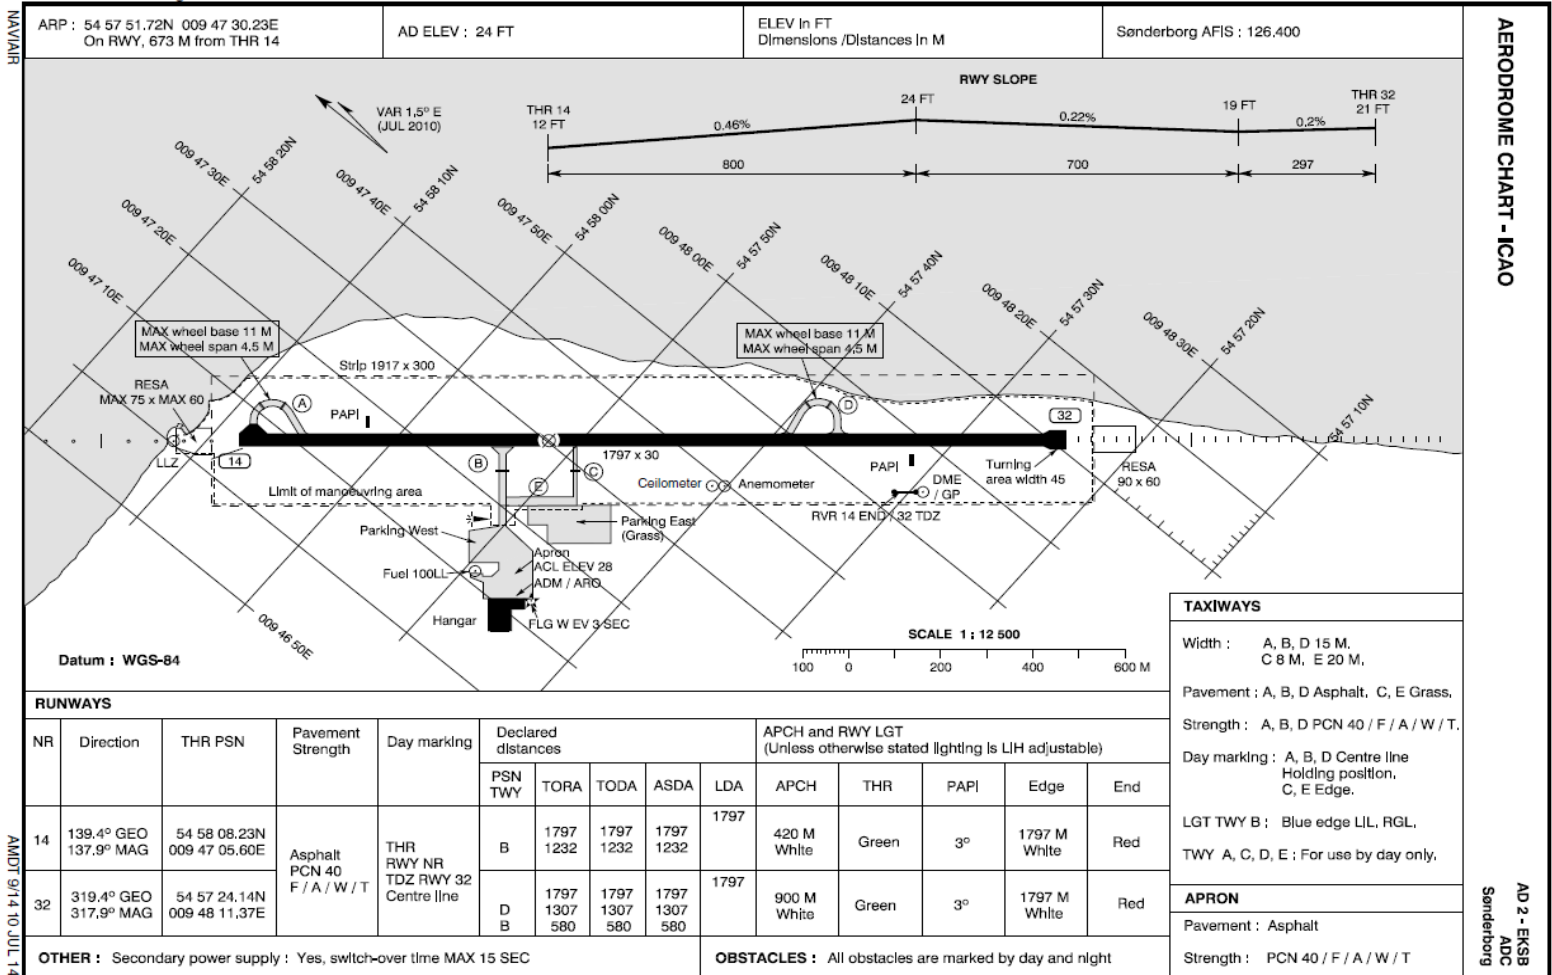 NAVIAIR
ARP : 54 57 51.72N 009 47 30.23E
On RWY, 673 M from THR 14
AD ELEV : 24 FT
ELEV in FT
Dimensions /Distances in M
Sønderborg AFIS : 126.400
AERODROME CHART - ICAO
RWY SLOPE
VAR 1,5° E
(JUL 2010)
THR 14
12 FT
0.46%
24 FT
0.22%
19 FT
0,2%
THR 32
21 FT
800
700
297
009 47 30E
54 58 20N
009 47 40E
54 58 10N
009 47 50E
54 58 00N
009 48 00E
54 57 50N
009 48 10E
54 57 40N
009 48 20E
54 57 30N
009 48 30E
54 57 20N
54 57 10N
009 47 20E
009 47 10E
009 46 50E
MAX wheel base 11 M
MAX wheel span 4,5 M
MAX wheel base 11 M
MAX wheel span 4,5 M
Strip 1917 x 300
RESA
MAX 75 x MAX 60
A
PAPI
D
32
LLZ
14
B
C
E
1797 x 30
Limit of manoeuvring area
Ceilometer
Anemometer
PAPI
DME
/ GP
Turning
area width 45
RESA
90 x 60
RVR 14 END / 32 TDZ
Parking West
Parking East
(Grass)
Apron
ACL ELEV 28
ADM / ARO
Fuel 100LL
Hangar
FLG W EV 3 SEC
Datum : WGS-84
SCALE 1 : 12 500
100 0 200 400 600 M
TAXIWAYS
Width : A, B, D 15 M,
C 8 M, E 20 M,
Pavement : A, B, D Asphalt, C, E Grass,
Strength : A, B, D PCN 40 / F / A / W / T.
Day marking : A, B, D Centre line
Holding position,
C, E Edge.
LGT TWY B : Blue edge LIL, RGL,
TWY A, C, D, E : For use by day only,
APRON
Pavement : Asphalt
Strength : PCN 40 / F / A / W / T
RUNWAYS
NR Direction THR PSN Pavement Strength Day marking Declared distances APCH and RWY LGT
(Unless otherwise stated lighting is LIH adjustable)
PSN TWY TORA TODA ASDA LDA APCH THR PAPI Edge End
14 139.4° GEO 54 58 08.23N 1797 1797 1797 1797 420 M 1797 M
137.9° MAG 009 47 05.60E B 1232 1232 1232 White Green 3° White Red
Asphalt
PCN 40
F / A / W / T
THR
RWY NR
TDZ RWY 32
Centre line
32 319.4° GEO 54 57 24.14N 1797 1797 1797 1797 900 M 1797 M
317.9° MAG 009 48 11.37E D 1307 1307 1307 White Green 3° White Red
B 580 580 580
OTHER : Secondary power supply : Yes, switch-over time MAX 15 SEC
OBSTACLES : All obstacles are marked by day and night
AMDT 9/14 10 JUL 14
AD 2 - EKSB
ADC
Sønderborg